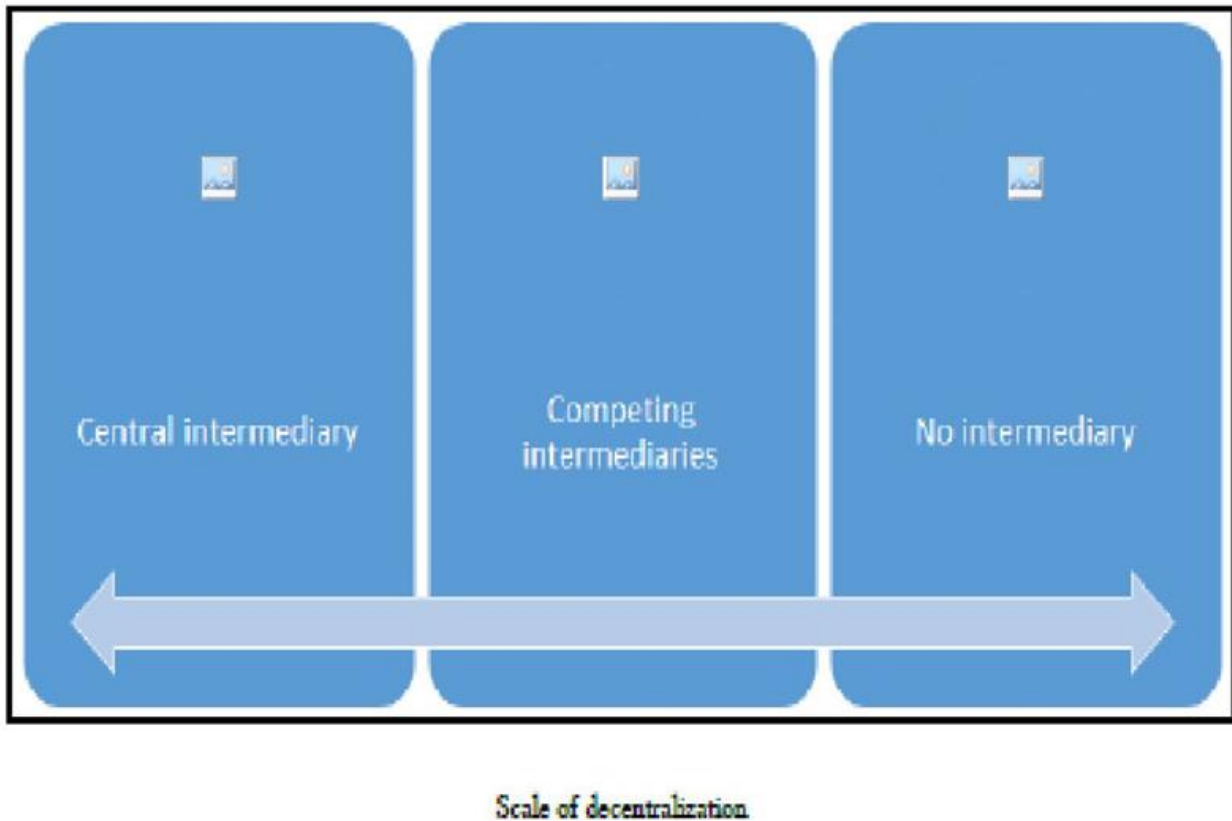 Central intermediary
Competing
intermediaries
No intermediary
Scale of decentralization